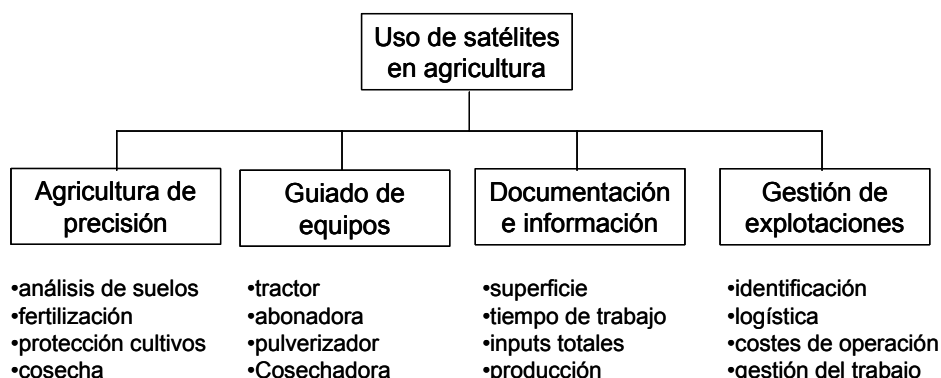 Uso de satélites
en agricultura
Agricultura de
precisión
Guiado de
equipos
Documentación
e información
Gestión de
explotaciones
•análisis de suelos
•fertilización
•protección cultivos
•cosecha
•tractor
•abonadora
•pulverizador
•Cosechadora
•superficie
•tiempo de trabajo
•inputs totales
•producción
•identificación
•logística
•costes de operación
•gestión del trabajo